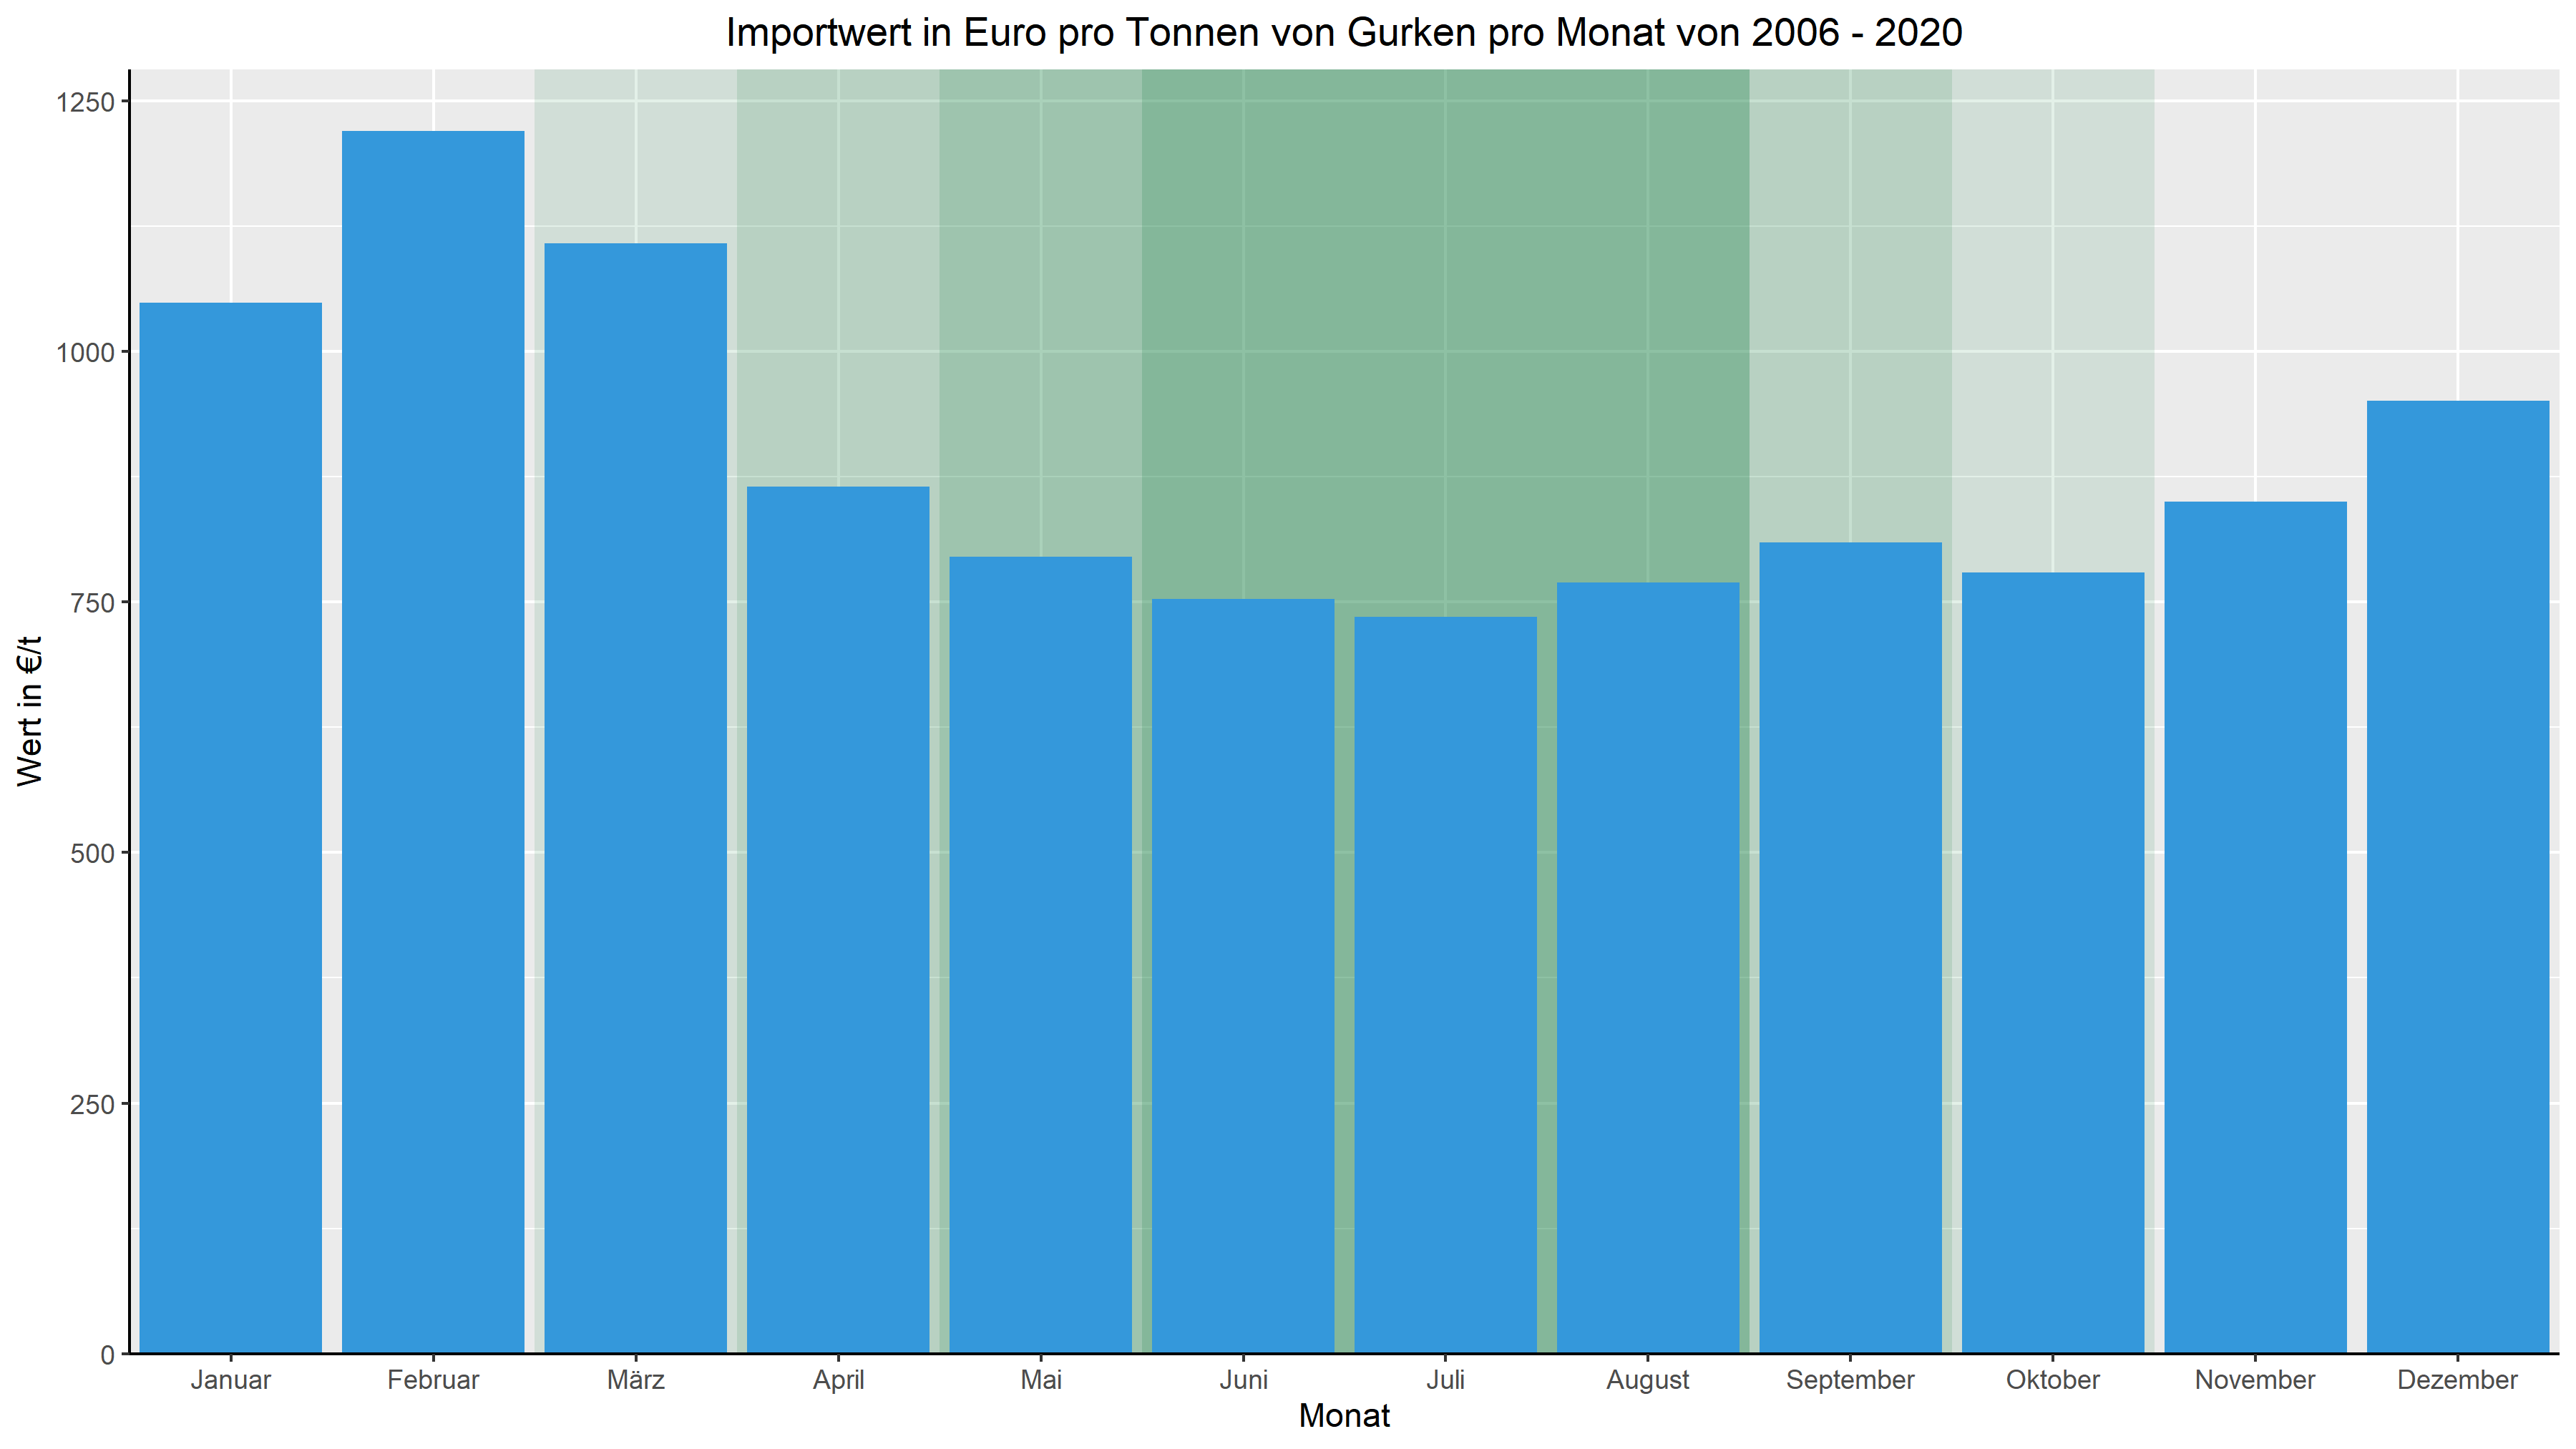 Importwert in Euro pro Tonnen von Gurken pro Monat von 2006 - 2020
Wert in €/t
1250
1000
750
500
250
0
Januar Februar März April Mai Juni Juli August September Oktober November Dezember
Monat